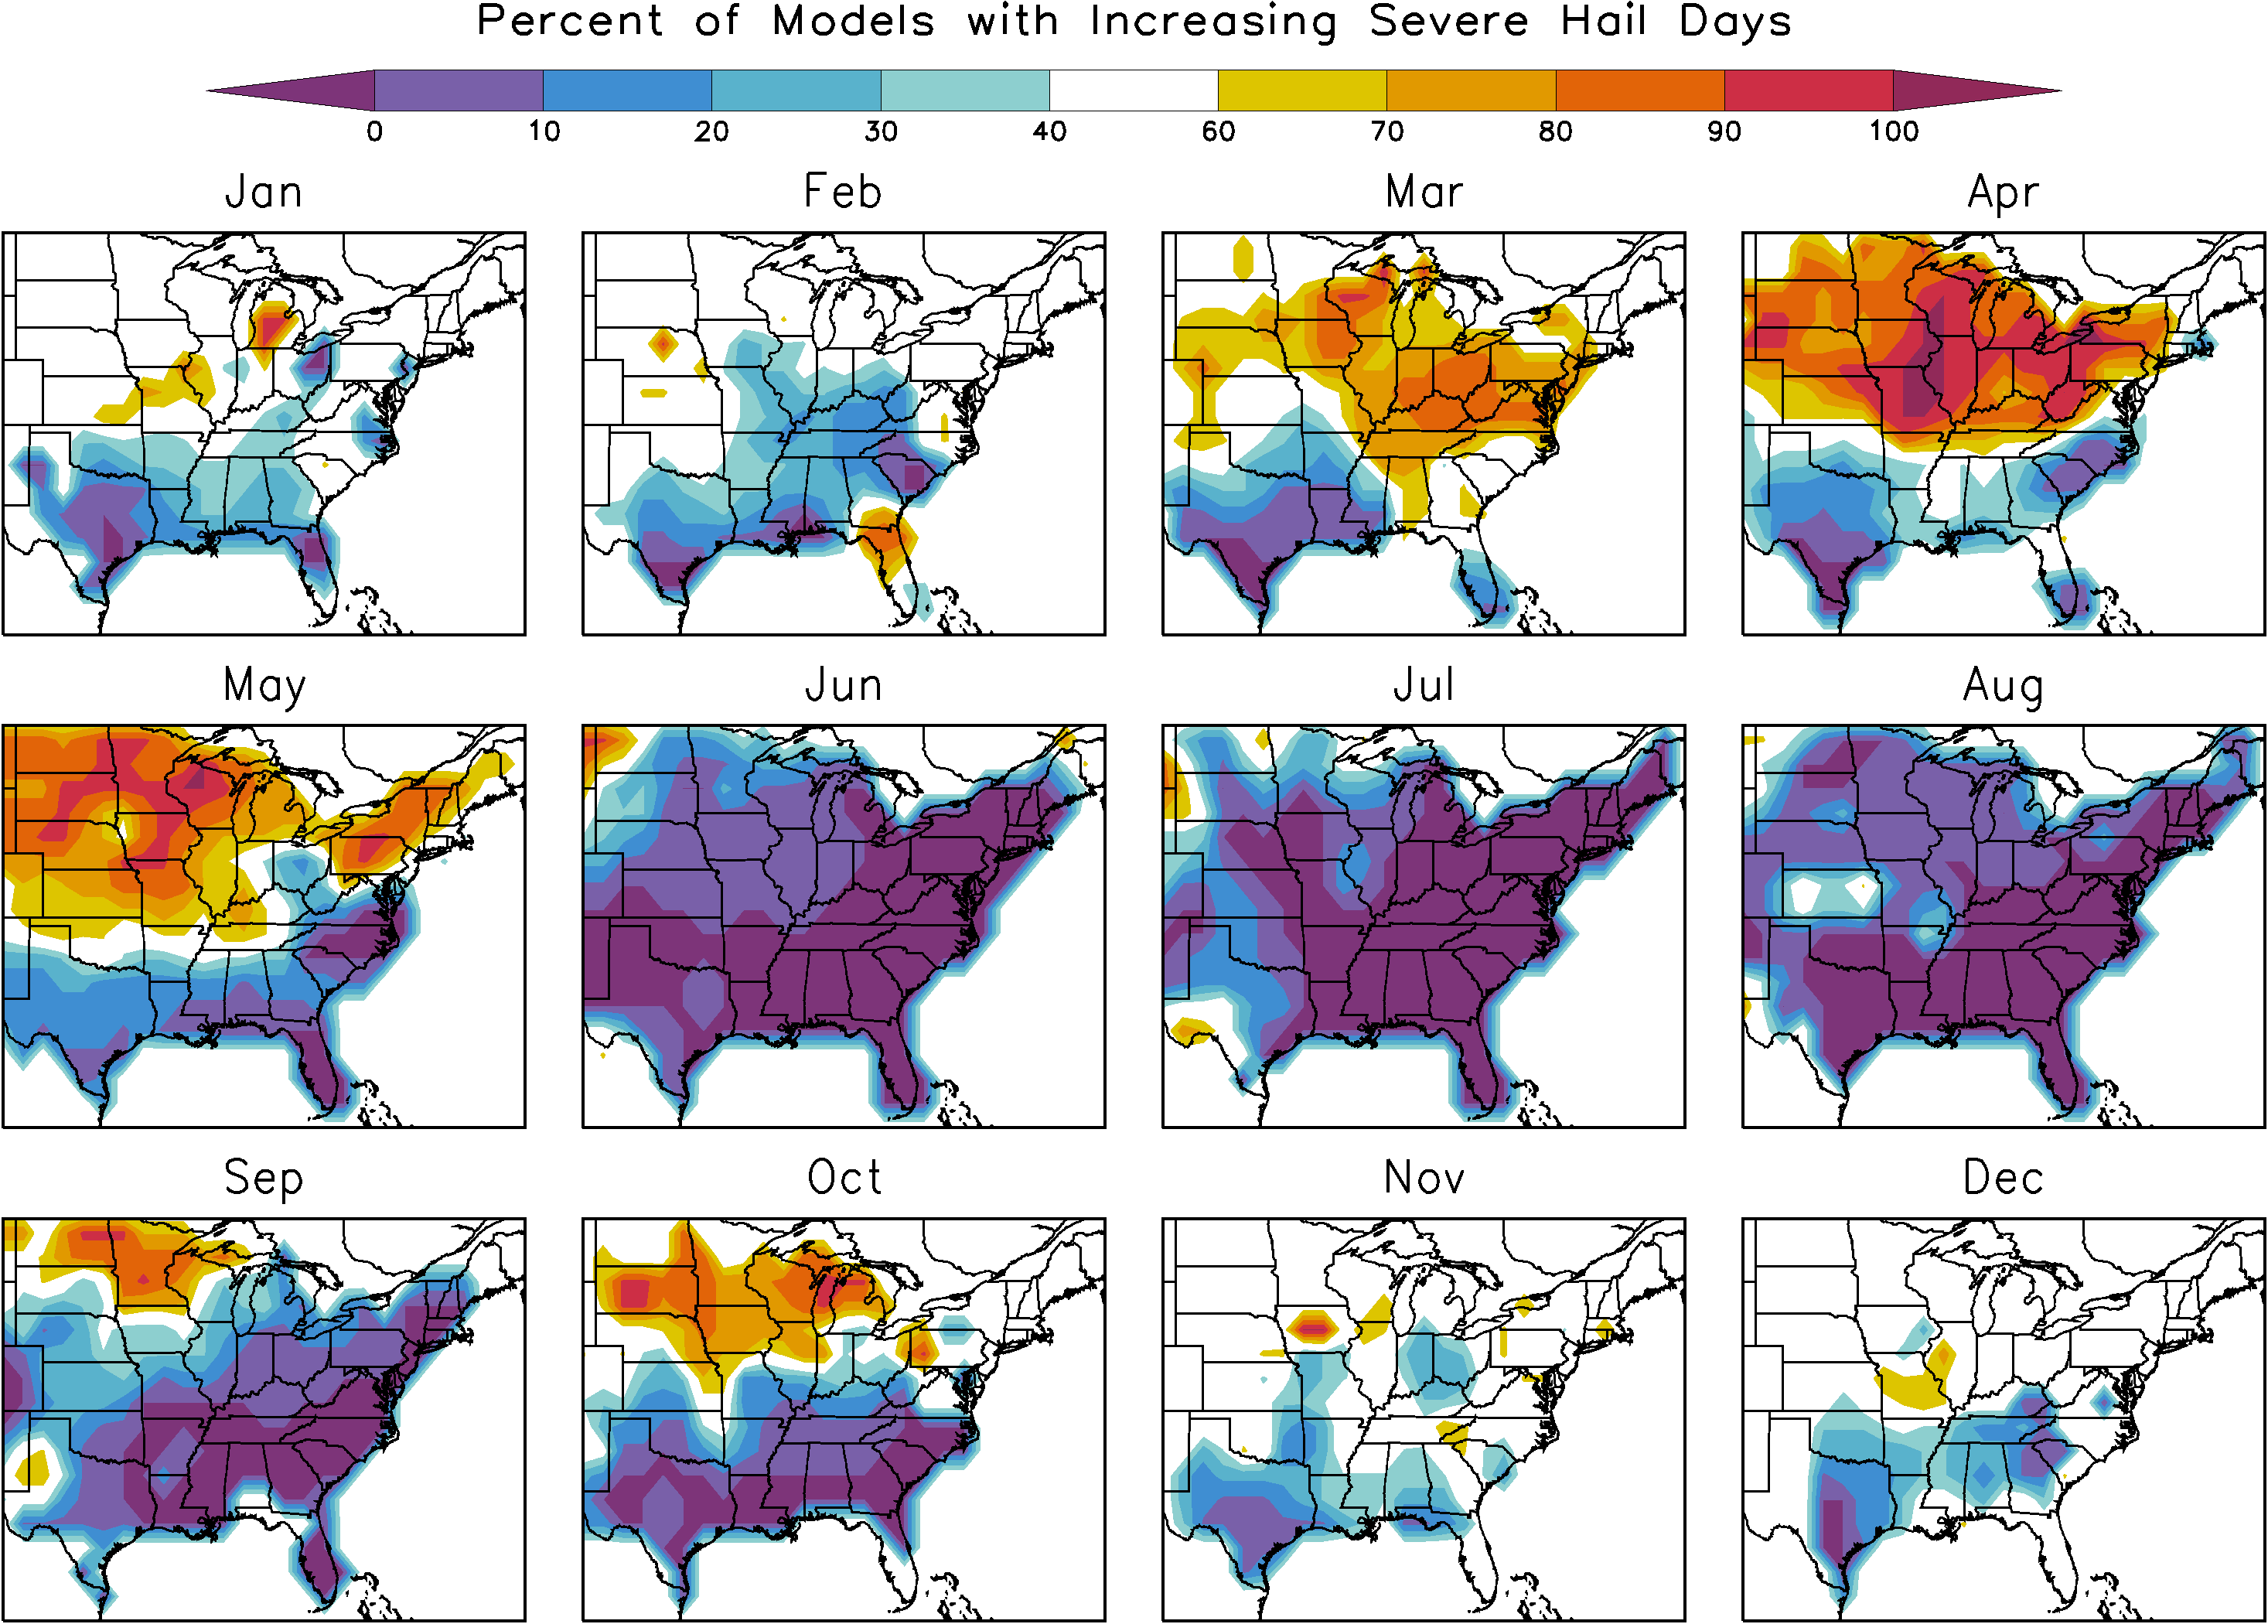 Percent of Models with Increasing Severe Hail Days
0 10 20 30 40 60 70 80 90 100
Jan Feb Mar Apr
May Jun Jul Aug
Sep Oct Nov Dec